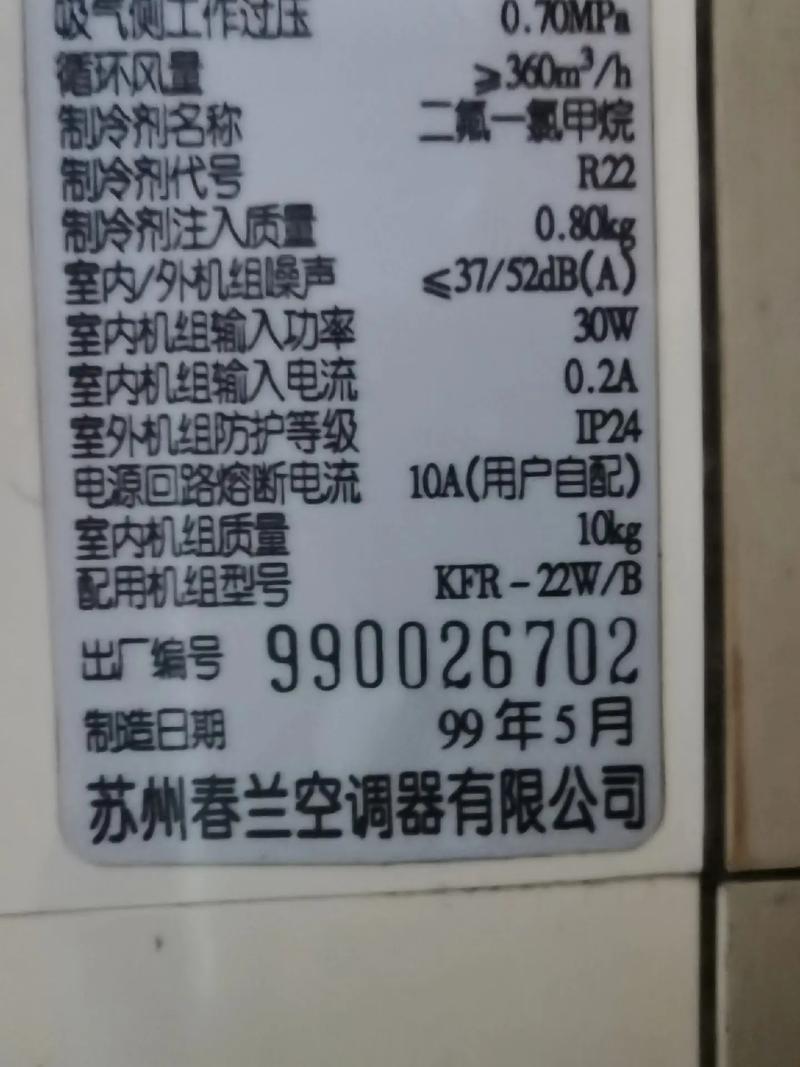 吸气侧工作过压 0.70MPa
循环风量 ⩾360m³/h
制冷剂名称 二氟一氯甲烷
制冷剂代号 R22
制冷剂注入质量 0.80kg
室内/外机组噪声 ⩽37/52dB(A)
室内机组输入功率 30W
室内机组输入电流 0.2A
室外机组防护等级 IP24
电源回路熔断电流 10A(用户自配)
室内机组质量 10kg
配用机组型号 KFR-22W/B
出厂编号 990026702
制造日期 99年5月
苏州春兰空调器有限公司